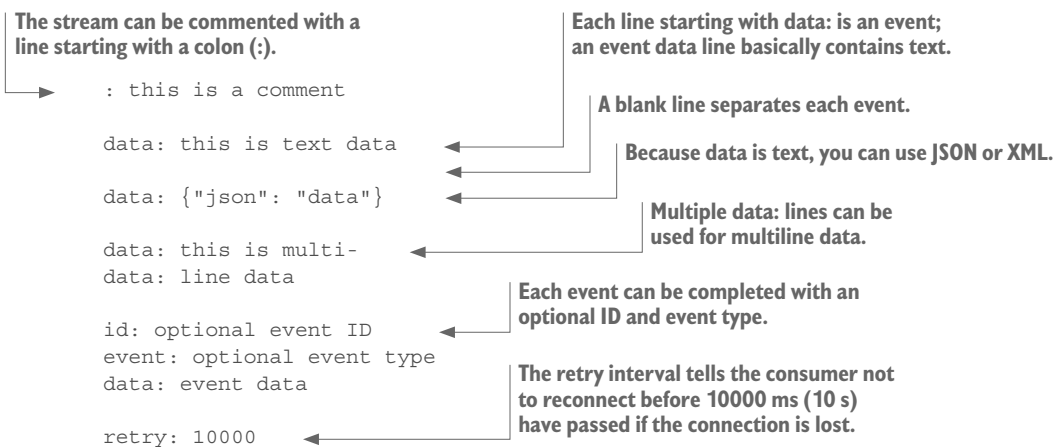 The stream can be commented with a
line starting with a colon (:).
Each line starting with data: is an event;
an event data line basically contains text.
: this is a comment
A blank line separates each event.
data: this is text data
Because data is text, you can use JSON or XML.
data: {"json": "data"}
Multiple data: lines can be
used for multiline data.
data: this is multi-
data: line data
Each event can be completed with an
optional ID and event type.
id: optional event ID
event: optional event type
data: event data
The retry interval tells the consumer not
to reconnect before 10000 ms (10 s)
have passed if the connection is lost.
retry: 10000